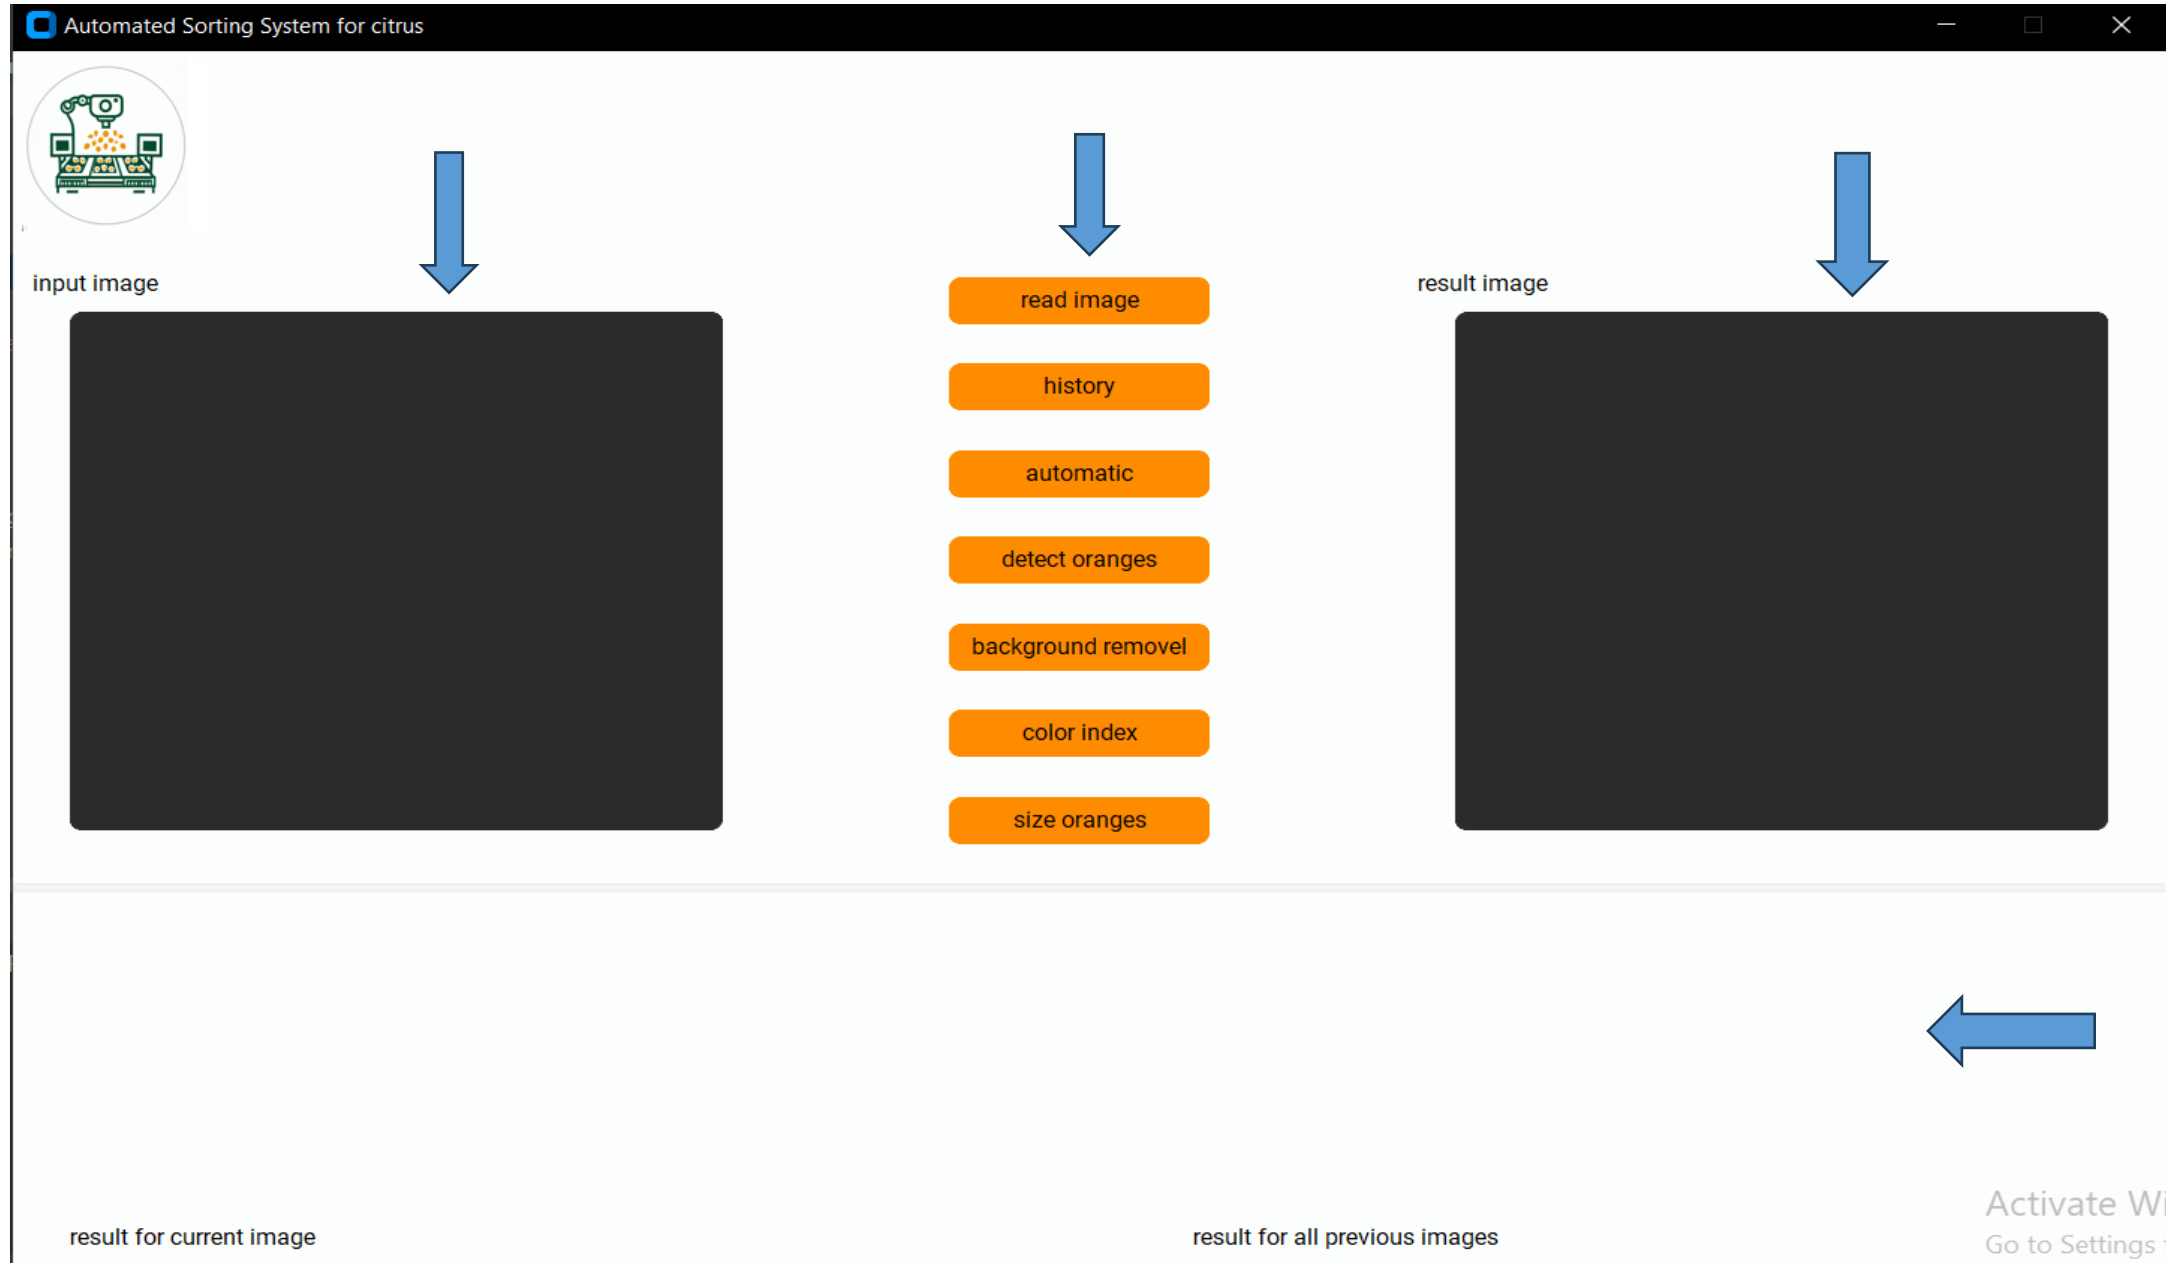 Automated Sorting System for citrus
input image
read image
result image
history
automatic
detect oranges
background removel
color index
size oranges
Activate
Go to Settings
result for current image
result for all previous images